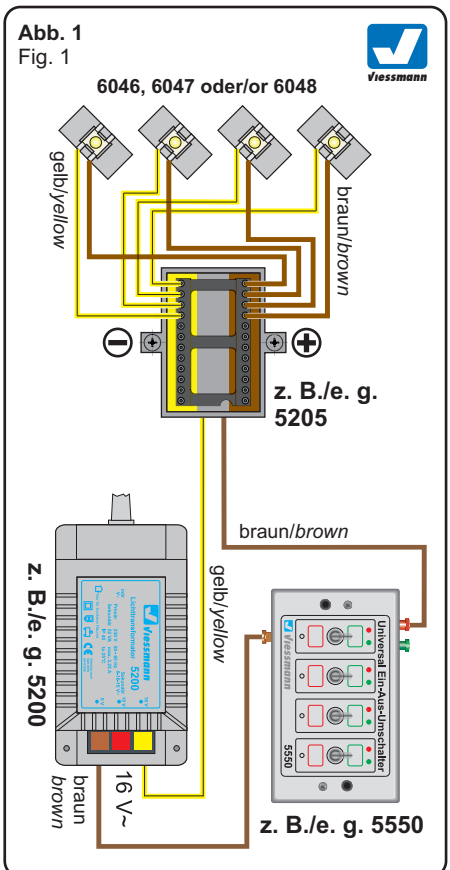 Abb. 1
Fig. 1
Viessmann
6046, 6047 oder/or 6048
gelb/yellow
braun/brown
z. B./e. g.
5205
braun/brown
gelb/yellow
z. B./e. g. 5200
Viessmann
Lichttransformator 5200
16 V~
braun
brown
Universal Ein-Aus-Umschalter
Viessmann
5550
z. B./e. g. 5550